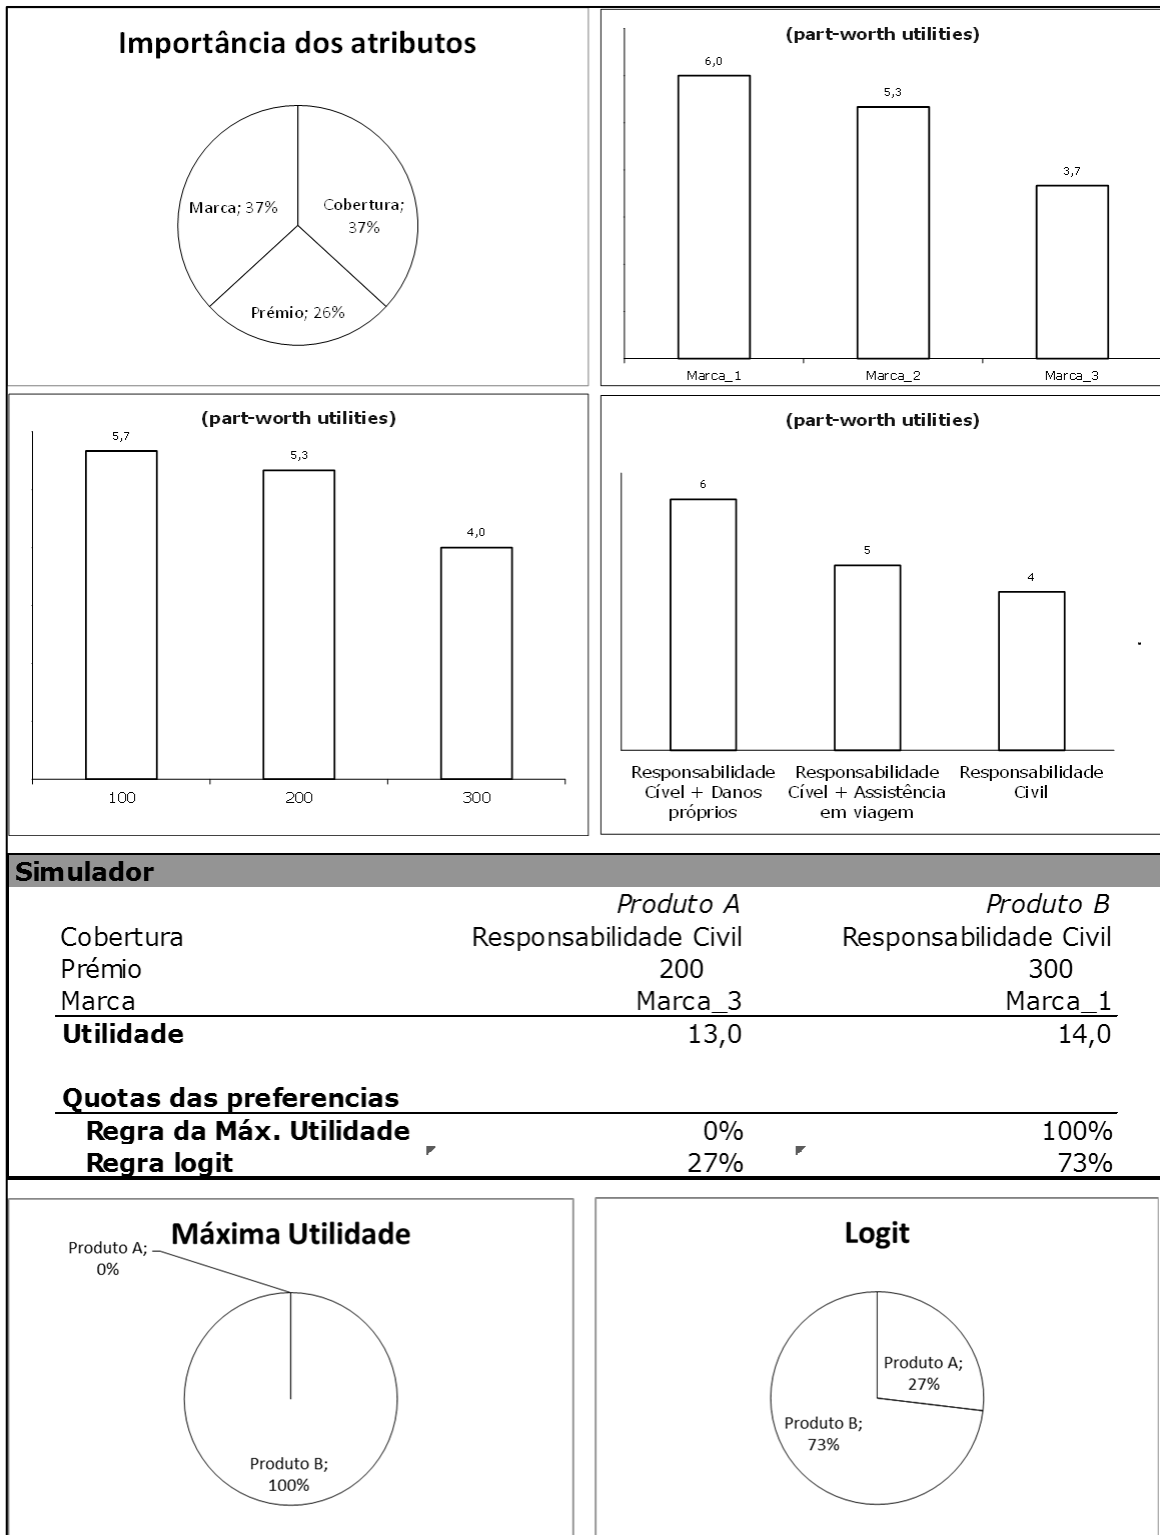 Importância dos atributos
Marca; 37%
Cobertura;
37%
Prémio; 26%
(part-worth utilities)
6,0
5,3
3,7
Marca_1
Marca_2
Marca_3
(part-worth utilities)
5,7
5,3
4,0
100
200
300
(part-worth utilities)
6
5
4
Responsabilidade
Cível + Danos
próprios
Responsabilidade
Cível + Assistência
em viagem
Responsabilidade
Civil
Simulador
Produto A Produto B
Cobertura Responsabilidade Civil Responsabilidade Civil
Prémio 200 300
Marca Marca_3 Marca_1
Utilidade 13,0 14,0
Quotas das preferencias
Regra da Máx. Utilidade 0% 100%
Regra logit 27% 73%
Máxima Utilidade
Produto A;
0%
Produto B;
100%
Logit
Produto A;
27%
Produto B;
73%